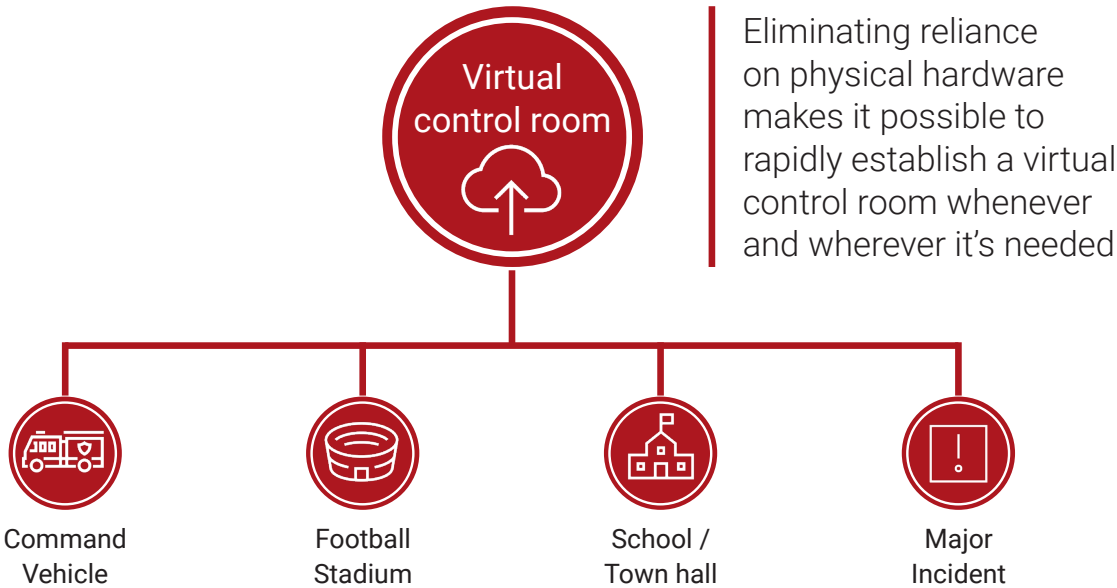 Virtual
control room
Eliminating reliance
on physical hardware
makes it possible to
rapidly establish a virtual
control room whenever
and wherever it's needed
Command
Vehicle
Football
Stadium
School /
Town hall
Major
Incident